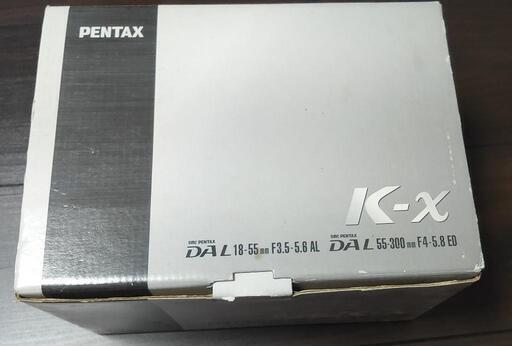 PENTAX
K-x
smc PENTAX DA L 18-55mm F3.5-5.6 AL
smc PENTAX DA L 55-300mm F4-5.8 ED